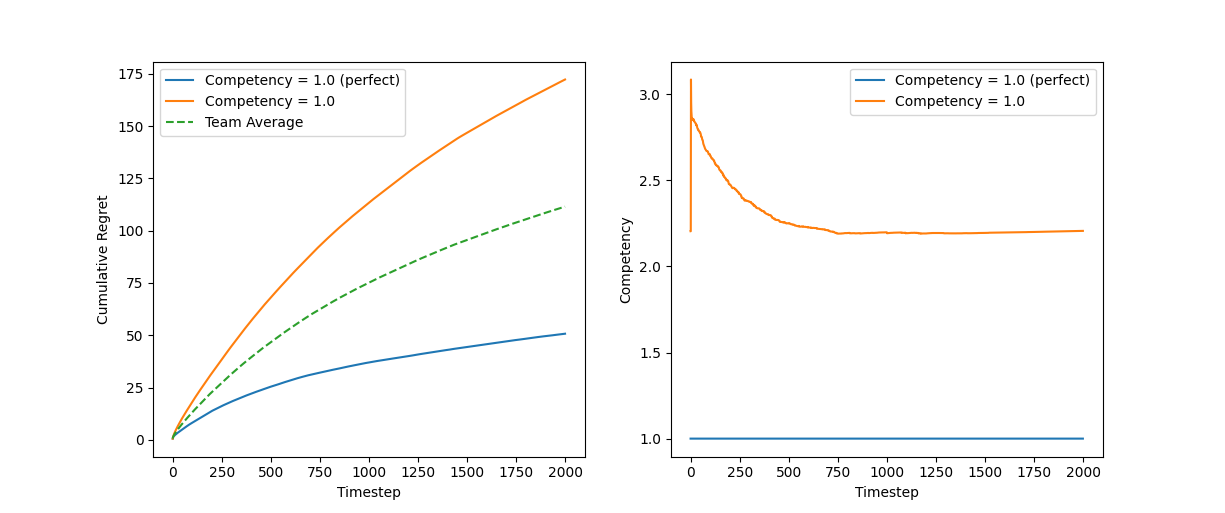 Competency = 1.0 (perfect)
Competency = 1.0
Team Average
175
150
125
100
75
50
25
0
Cumulative Regret
0 250 500 750 1000 1250 1500 1750 2000
Timestep
Competency = 1.0 (perfect)
Competency = 1.0
3.0
2.5
2.0
1.5
1.0
Competency
0 250 500 750 1000 1250 1500 1750 2000
Timestep